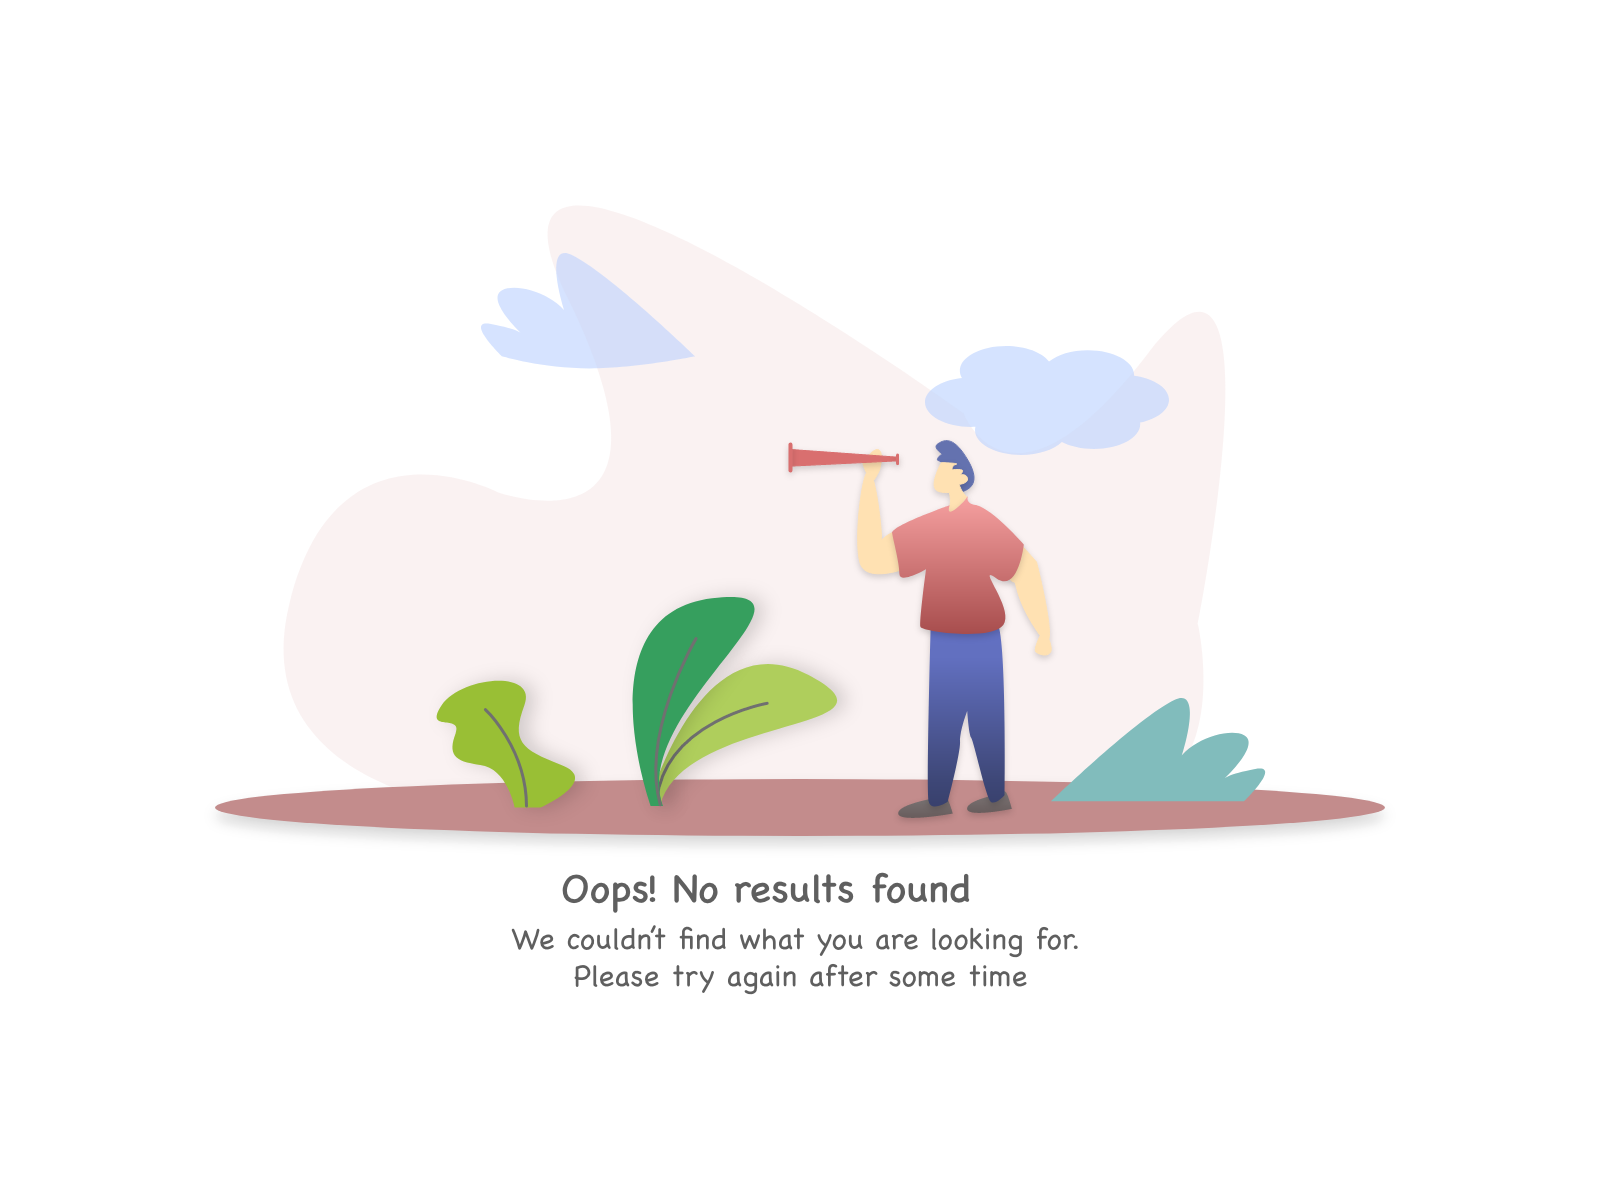 Oops! No results found
We couldn't find what you are looking for.
Please try again after some time